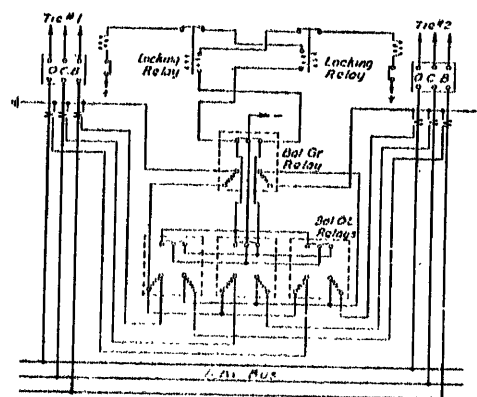 Tie #1
Tie #2
O.C.B
O C B
Locking
Relay
Locking
Relay
Bal Gr
Relay
Bal OL
Relays
Bus